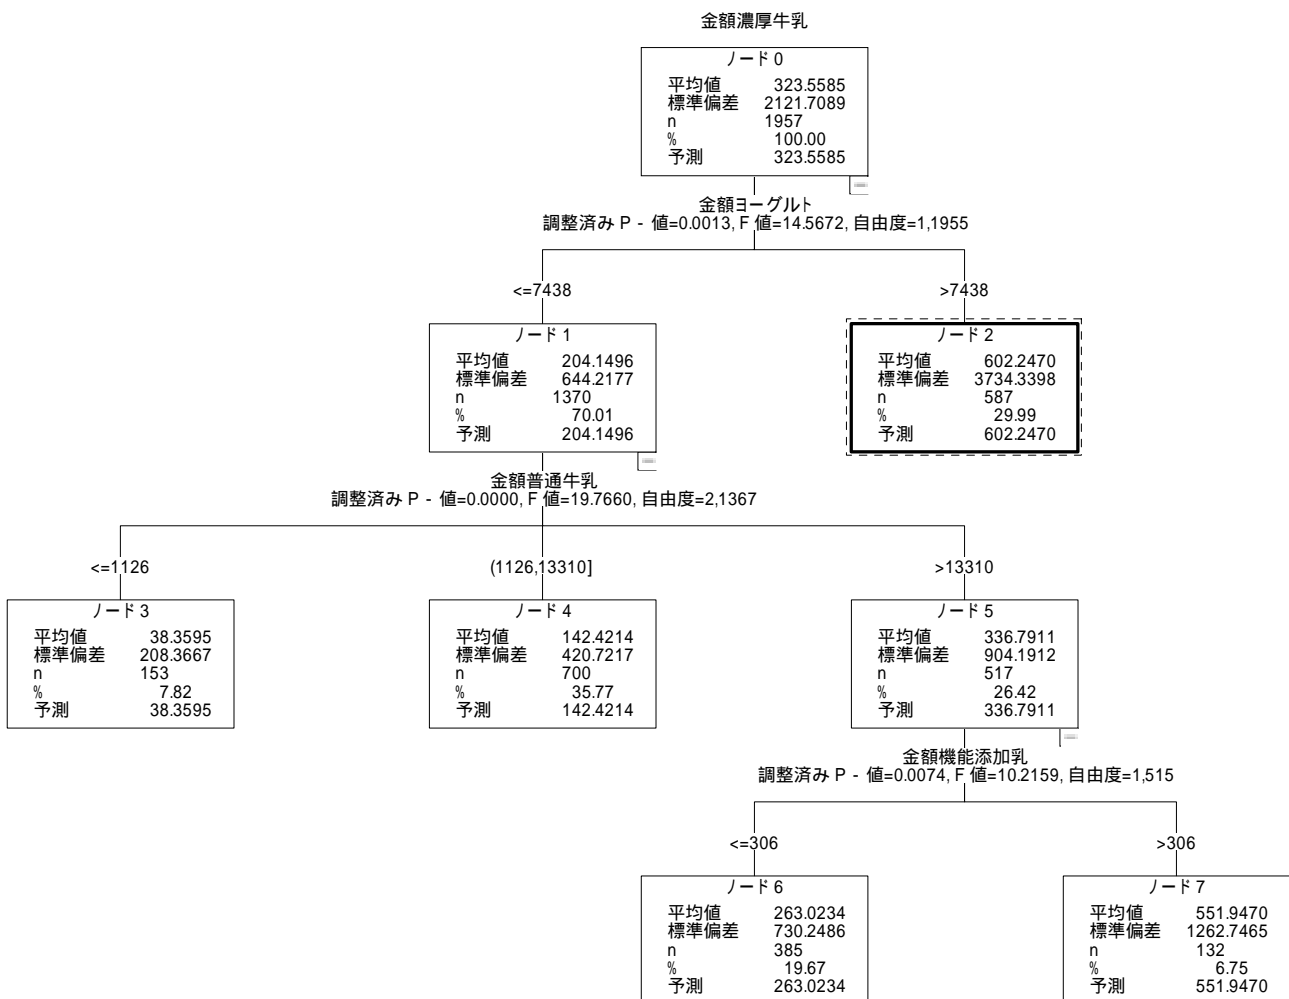 金額濃厚牛乳
ノード 0
平均値 323.5585
標準偏差 2121.7089
n 1957
% 100.00
予測 323.5585
金額ヨーグルト
調整済み P - 値=0.0013, F 値=14.5672, 自由度=1,1955
<=7438
>7438
ノード 1
平均値 204.1496
標準偏差 644.2177
n 1370
% 70.01
予測 204.1496
ノード 2
平均値 602.2470
標準偏差 3734.3398
n 587
% 29.99
予測 602.2470
金額普通牛乳
調整済み P - 値=0.0000, F 値=19.7660, 自由度=2,1367
<=1126
(1126,13310]
>13310
ノード 3
平均値 38.3595
標準偏差 208.3667
n 153
% 7.82
予測 38.3595
ノード 4
平均値 142.4214
標準偏差 420.7217
n 700
% 35.77
予測 142.4214
ノード 5
平均値 336.7911
標準偏差 904.1912
n 517
% 26.42
予測 336.7911
金額機能添加乳
調整済み P - 値=0.0074, F 値=10.2159, 自由度=1,515
<=306
>306
ノード 6
平均値 263.0234
標準偏差 730.2486
n 385
% 19.67
予測 263.0234
ノード 7
平均値 551.9470
標準偏差 1262.7465
n 132
% 6.75
予測 551.9470